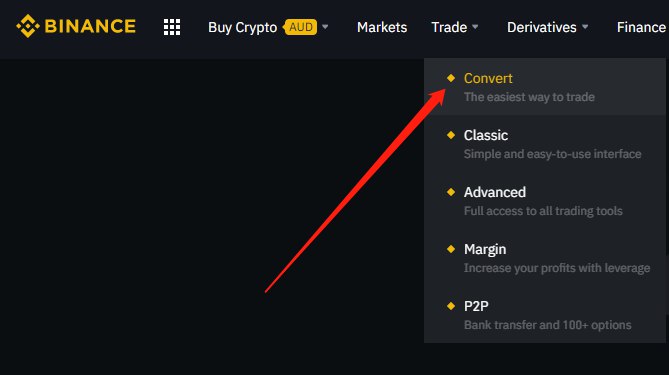 BINANCE
Buy Crypto AUD Markets Trade Derivatives Finance
Convert
The easiest way to trade
Classic
Simple and easy-to-use interface
Advanced
Full access to all trading tools
Margin
Increase your profits with leverage
P2P
Bank transfer and 100+ options